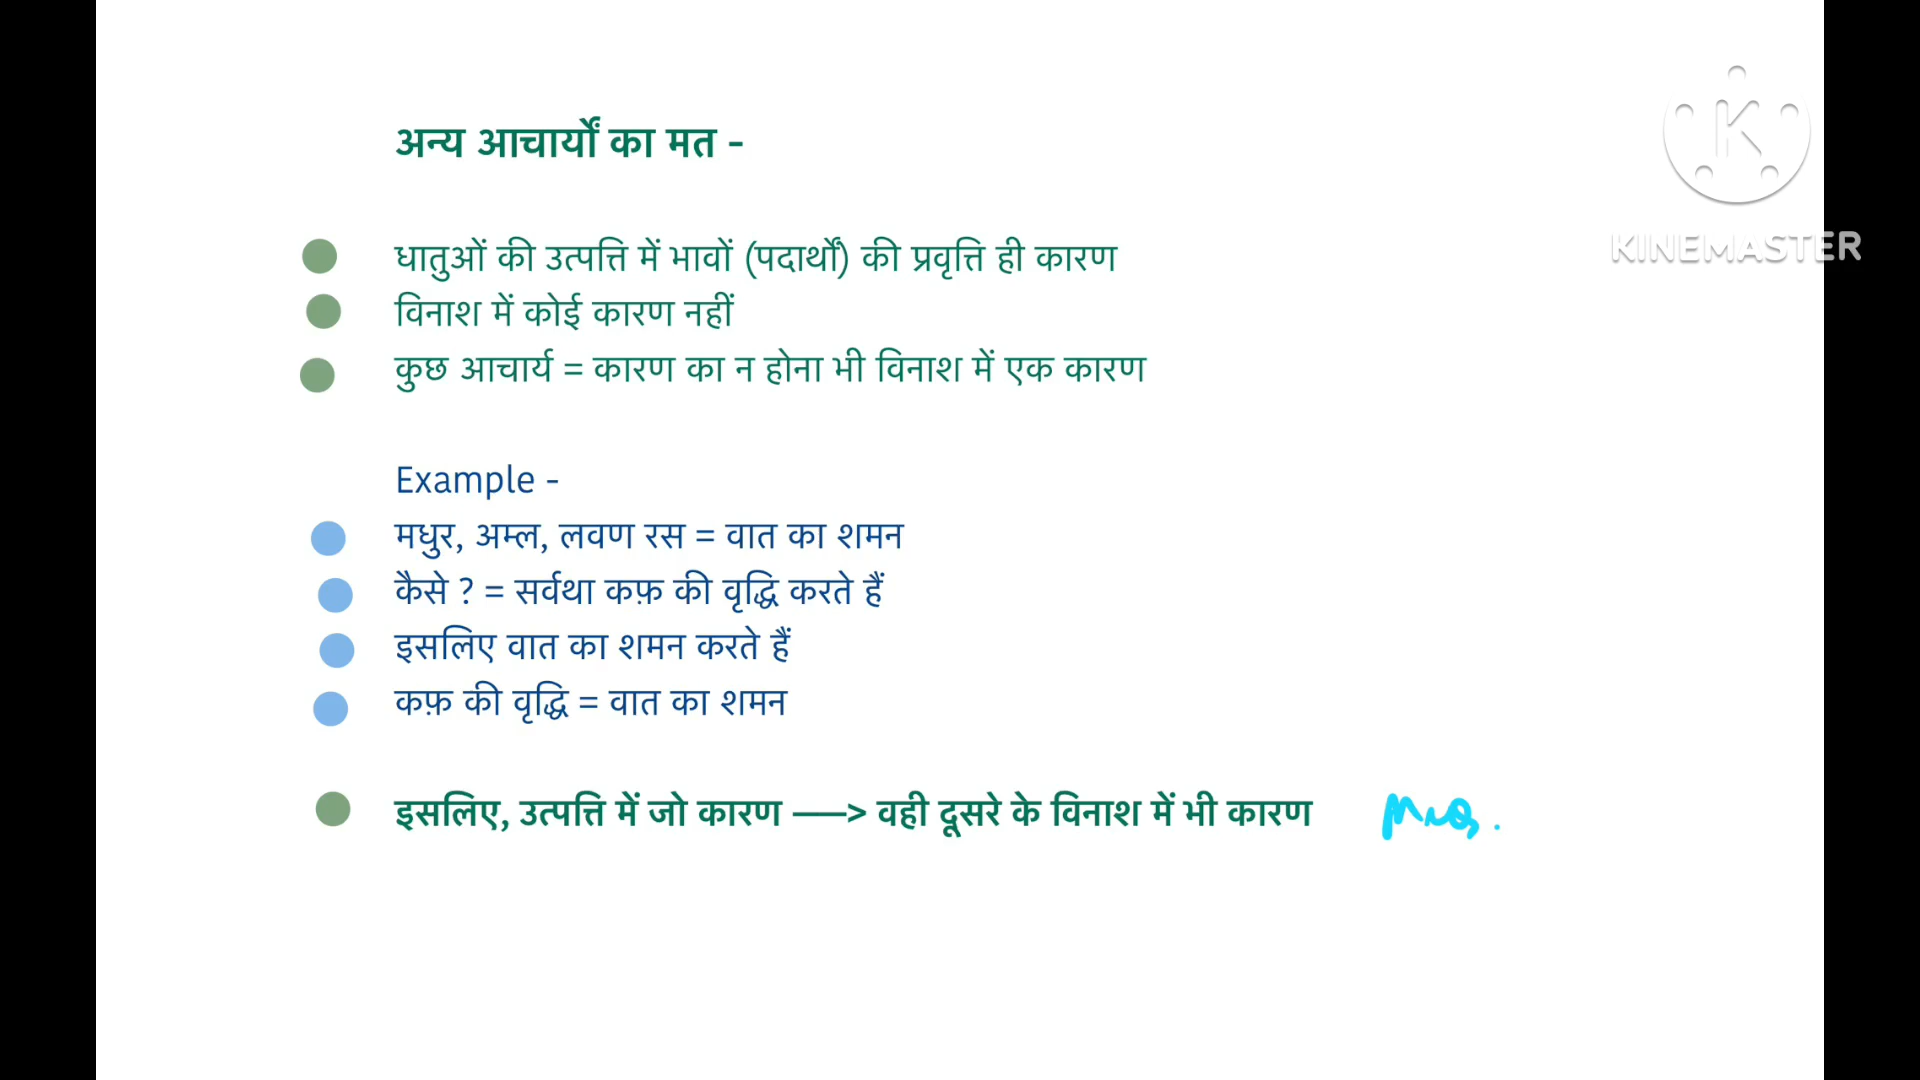 अन्य आचार्यों का मत -
K
KINEMASTER
धातुओं की उत्पत्ति में भावों (पदार्थों) की प्रवृत्ति ही कारण
विनाश में कोई कारण नहीं
कुछ आचार्य = कारण का न होना भी विनाश में एक कारण
Example -
मधुर, अम्ल, लवण रस = वात का शमन
कैसे ? = सर्वथा कफ़ की वृद्धि करते हैं
इसलिए वात का शमन करते हैं
कफ़ की वृद्धि = वात का शमन
इसलिए, उत्पत्ति में जो कारण —–> वही दूसरे के विनाश में भी कारण